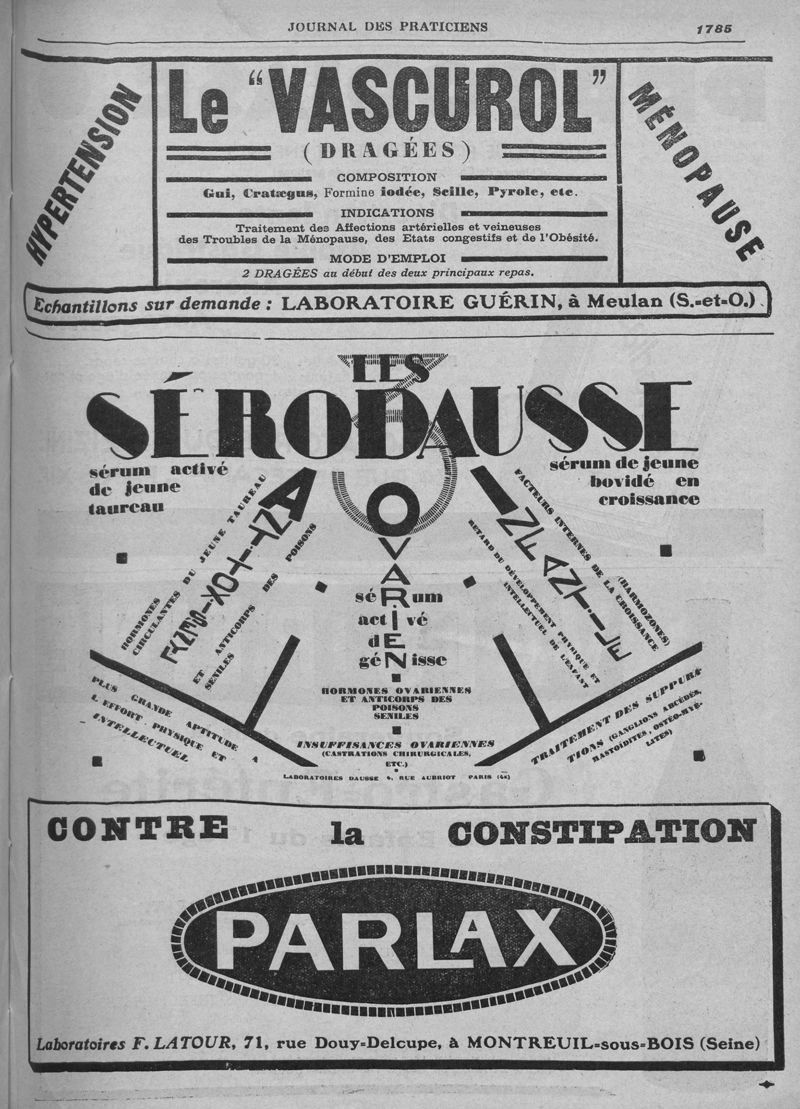 JOURNAL DES PRATICIENS
1785
HYPERTENSION
Le "VASCUROL"
(DRAGÉES)
COMPOSITION
Gui, Cratægus, Formine iodée, Scille, Pyrole, etc.
INDICATIONS
Traitement des Affections artérielles et veineuses
des Troubles de la Ménopause, des Etats congestifs et de l'Obésité.
MODE D'EMPLOI
2 DRAGÉES au début des deux principaux repas.
MÉNOPAUSE
Echantillons sur demande : LABORATOIRE GUÉRIN, à Meulan (S.-et-O.)
LES
SÉRODAUSSE
sérum activé
de jeune
taureau
HORMONES
CIRCULANTES DU JEUNE TAUREAU
ET ANTICORPS DES POISONS
SÉNILES
PLUS GRANDE APTITUDE A
L'EFFORT PHYSIQUE ET
INTELLECTUEL
OVARIEN
séRum
actIvé
dE
géNisse
HORMONES OVARIENNES
ET ANTICORPS DES
POISONS
SENILES
INSUFFISANCES OVARIENNES
(CASTRATIONS CHIRURGICALES,
ETC.)
sérum de jeune
bovidé en
croissance
INFANTILE
FACTEURS INTERNES DE LA CROISSANCE
(HARMOZONES)
RETARD DU DÉVELOPPEMENT PHYSIQUE ET
INTELLECTUEL DE L'ENFANT
TRAITEMENT DES SUPPURA
TIONS (GANGLIONS ABCÉDÉS,
MASTOÏDITES, OSTÉO-MYÉ-
LITES)
LABORATOIRES DAUSSE 4, RUE AUBRIOT PARIS (4e)
CONTRE la CONSTIPATION
PARLAX
Laboratoires F. LATOUR, 71, rue Douy-Delcupe, à MONTREUIL-sous-BOIS (Seine)